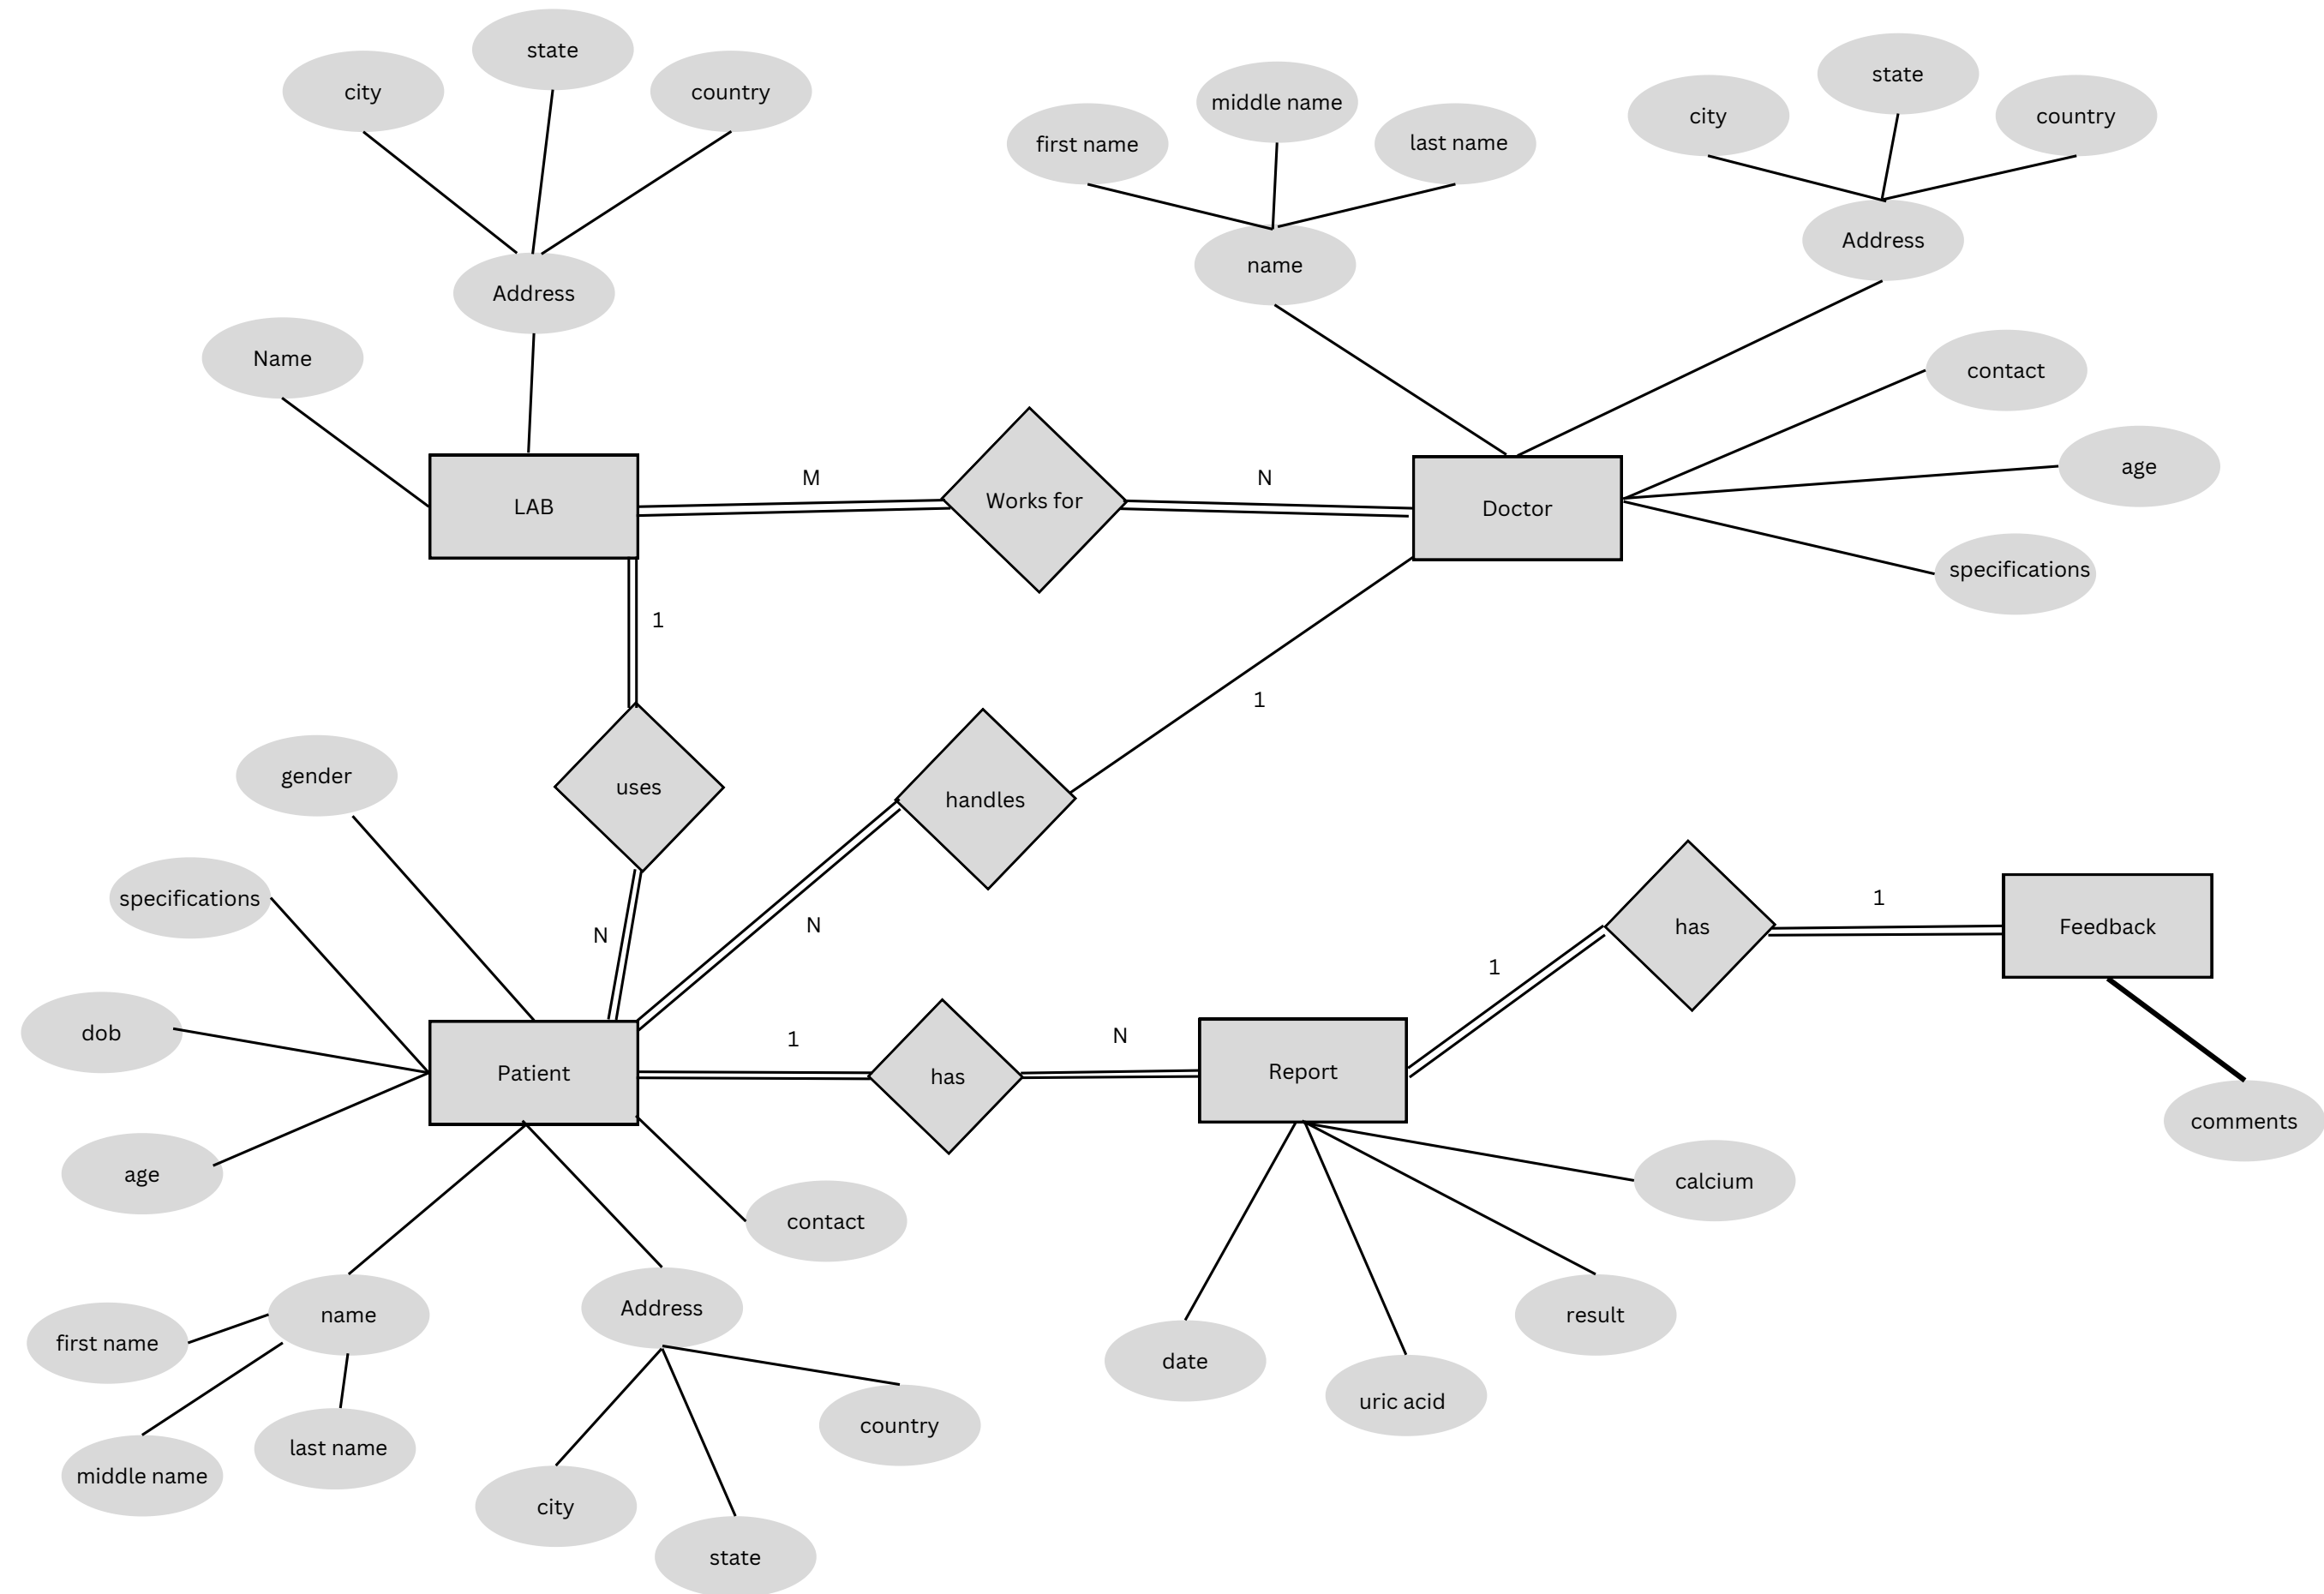 state
city
country
state
city
country
middle name
first name
last name
Address
name
Address
Name
contact
age
M
N
LAB
Works for
Doctor
specifications
1
1
gender
uses
handles
specifications
1
N
N
has
Feedback
1
dob
1
N
Patient
has
Report
comments
age
calcium
contact
Address
name
result
first name
date
uric acid
country
last name
middle name
city
state